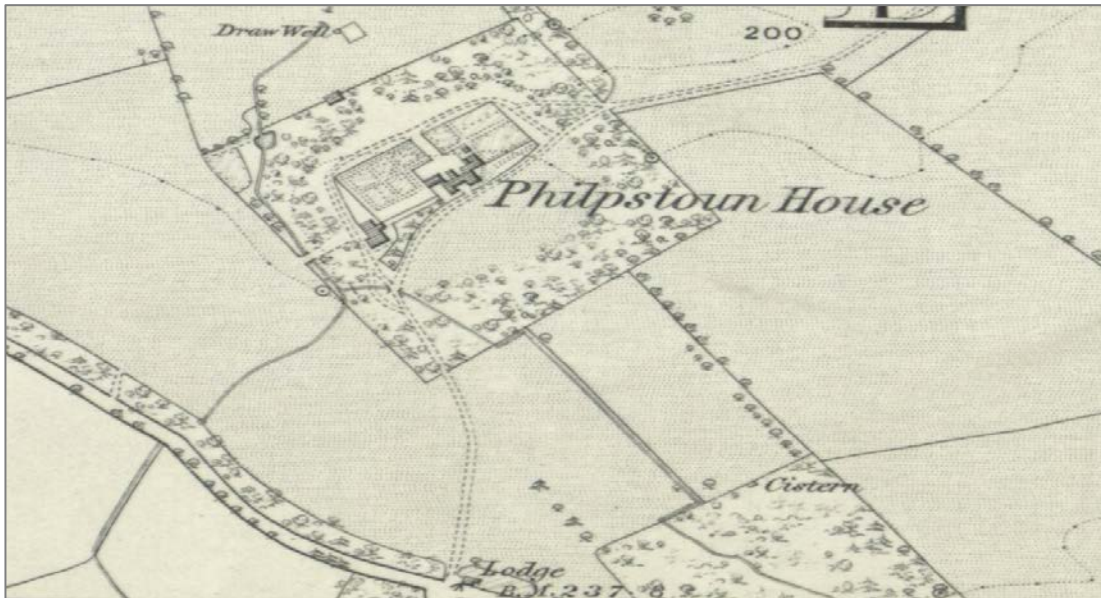 Draw Well
200
Philpstoun House
Cistern
Lodge
B.M. 237